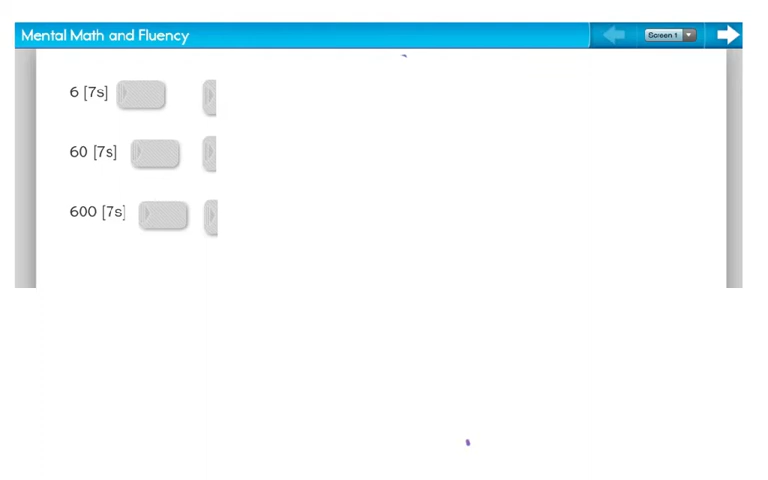 Mental Math and Fluency
Screen 1
6 [7s]
60 [7s]
600 [7s]